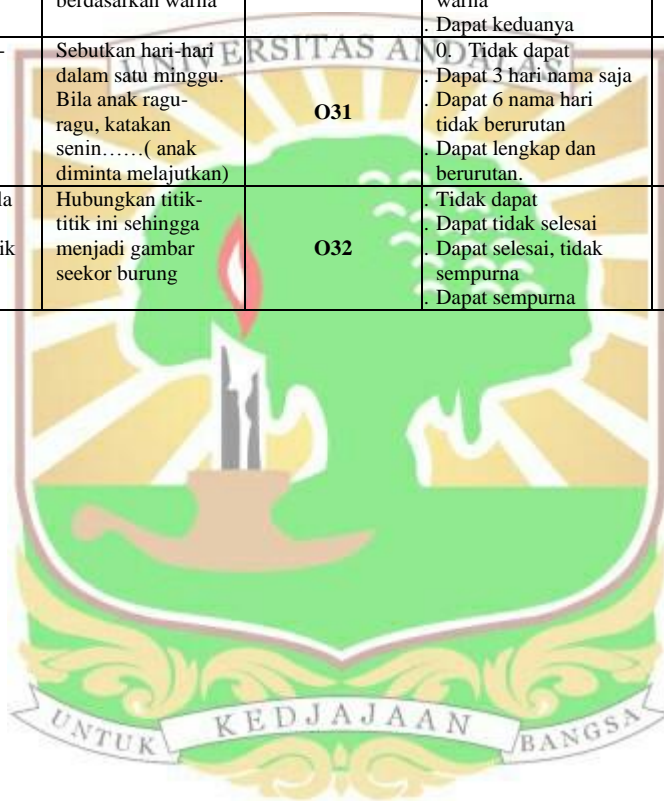 berdasarkan warna
warna
. Dapat keduanya
-
Sebutkan hari-hari
dalam satu minggu.
Bila anak ragu-
ragu, katakan
senin……( anak
diminta melajutkan)
O31
0. Tidak dapat
. Dapat 3 hari nama saja
. Dapat 6 nama hari
tidak berurutan
. Dapat lengkap dan
berurutan.
la
ik
Hubungkan titik-
titik ini sehingga
menjadi gambar
seekor burung
O32
. Tidak dapat
. Dapat tidak selesai
. Dapat selesai, tidak
sempurna
. Dapat sempurna
UNIVERSITAS ANDALAS
UNTUK KEDJAJAAN BANGSA